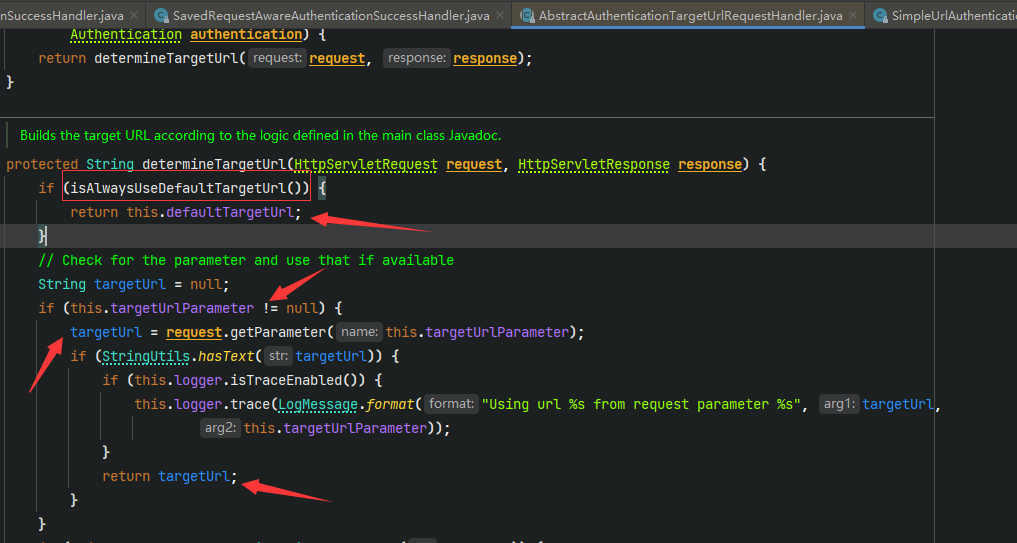 nSuccessHandler.java SavedRequestAwareAuthenticationSuccessHandler.java AbstractAuthenticationTargetUrlRequestHandler.java SimpleUrlAuthenticatio
Authentication authentication) {
return determineTargetUrl( request: request, response: response);
}
Builds the target URL according to the logic defined in the main class Javadoc.
protected String determineTargetUrl(HttpServletRequest request, HttpServletResponse response) {
if (isAlwaysUseDefaultTargetUrl()) {
return this.defaultTargetUrl;
}
// Check for the parameter and use that if available
String targetUrl = null;
if (this.targetUrlParameter != null) {
targetUrl = request.getParameter( name: this.targetUrlParameter);
if (StringUtils.hasText( str: targetUrl)) {
if (this.logger.isTraceEnabled()) {
this.logger.trace(LogMessage.format( format: "Using url %s from request parameter %s", arg1: targetUrl,
arg2: this.targetUrlParameter));
}
return targetUrl;
}
}